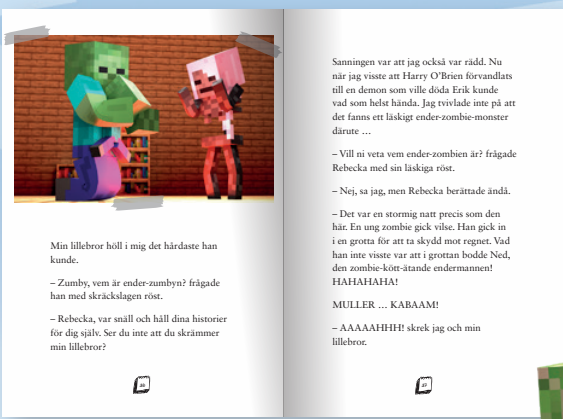 Min lillebror höll i mig det hårdaste han
kunde.
– Zumby, vem är ender-zumbyn? frågade
han med skräckslagen röst.
– Rebecka, var snäll och håll dina historier
för dig själv. Ser du inte att du skrämmer
min lillebror?
Sanningen var att jag också var rädd. Nu
när jag visste att Harry O’Brien förvandlats
till en demon som ville döda Erik kunde
vad som helst hända. Jag tvivlade inte på att
det fanns ett läskigt ender-zombie-monster
därute …
– Vill ni veta vem ender-zombien är? frågade
Rebecka med sin läskiga röst.
– Nej, sa jag, men Rebecka berättade ändå.
– Det var en stormig natt precis som den
här. En ung zombie gick vilse. Han gick in
i en grotta för att ta skydd mot regnet. Vad
han inte visste var att i grottan bodde Ned,
den zombie-kött-ätande endermannen!
HAHAHAHA!
MULLER … KABAAM!
– AAAAAHHH! skrek jag och min
lillebror.